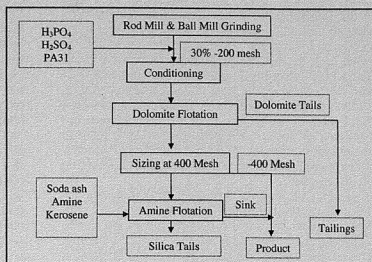 Rod Mill & Ball Mill Grinding
H₃PO₄
H₂SO₄
PA31
30% -200 mesh
Conditioning
Dolomite Flotation
Dolomite Tails
Sizing at 400 Mesh
-400 Mesh
Soda ash
Amine
Kerosene
Amine Flotation
Sink
Silica Tails
Product
Tailings